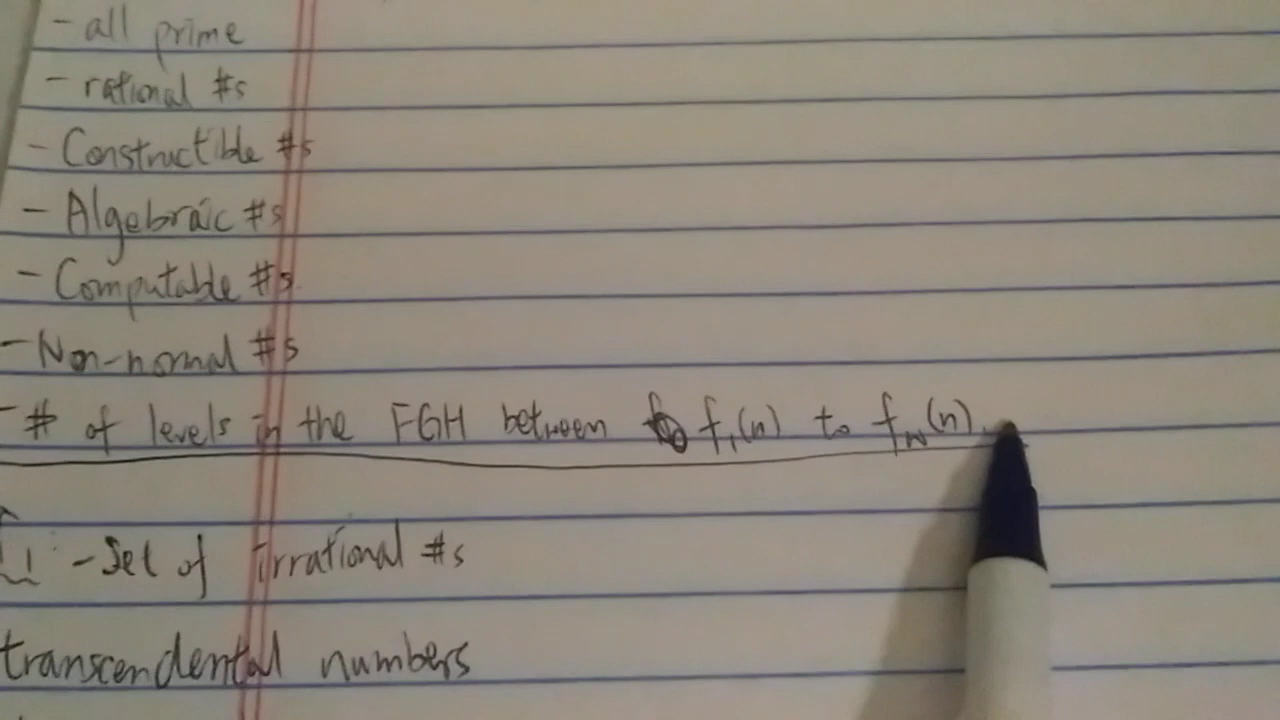 - all prime
- rational #s
- Constructible #s
- Algebraic #s
- Computable #s
- Non-normal #s
- # of levels in the FGH between f₁(n) to fω(n).
- Set of irrational #s
transcendental numbers